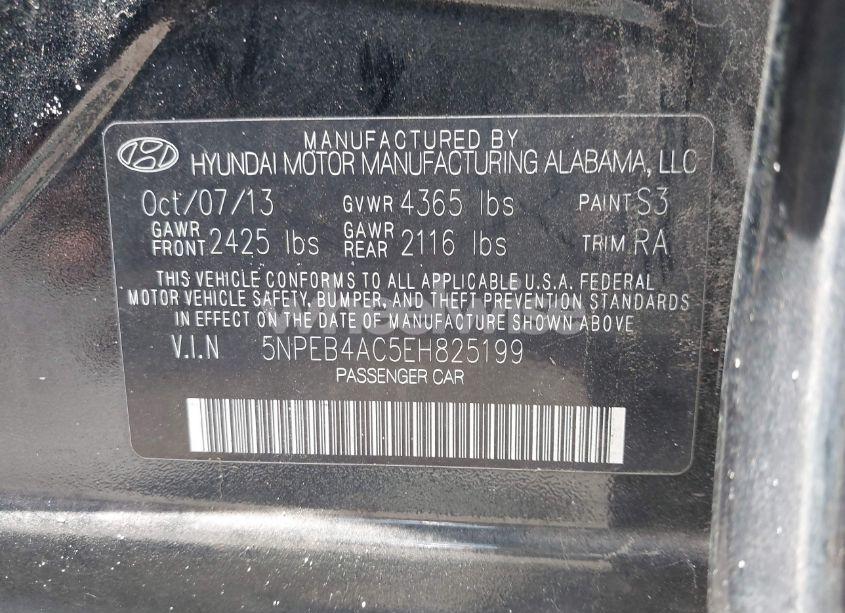 MANUFACTURED BY
HYUNDAI MOTOR MANUFACTURING ALABAMA, LLC
Oct/07/13 GVWR 4365 lbs PAINT S3
GAWR FRONT 2425 lbs GAWR REAR 2116 lbs TRIM RA
THIS VEHICLE CONFORMS TO ALL APPLICABLE U.S.A. FEDERAL
MOTOR VEHICLE SAFETY, BUMPER, AND THEFT PREVENTION STANDARDS
IN EFFECT ON THE DATE OF MANUFACTURE SHOWN ABOVE
V.I.N 5NPEB4AC5EH825199
PASSENGER CAR